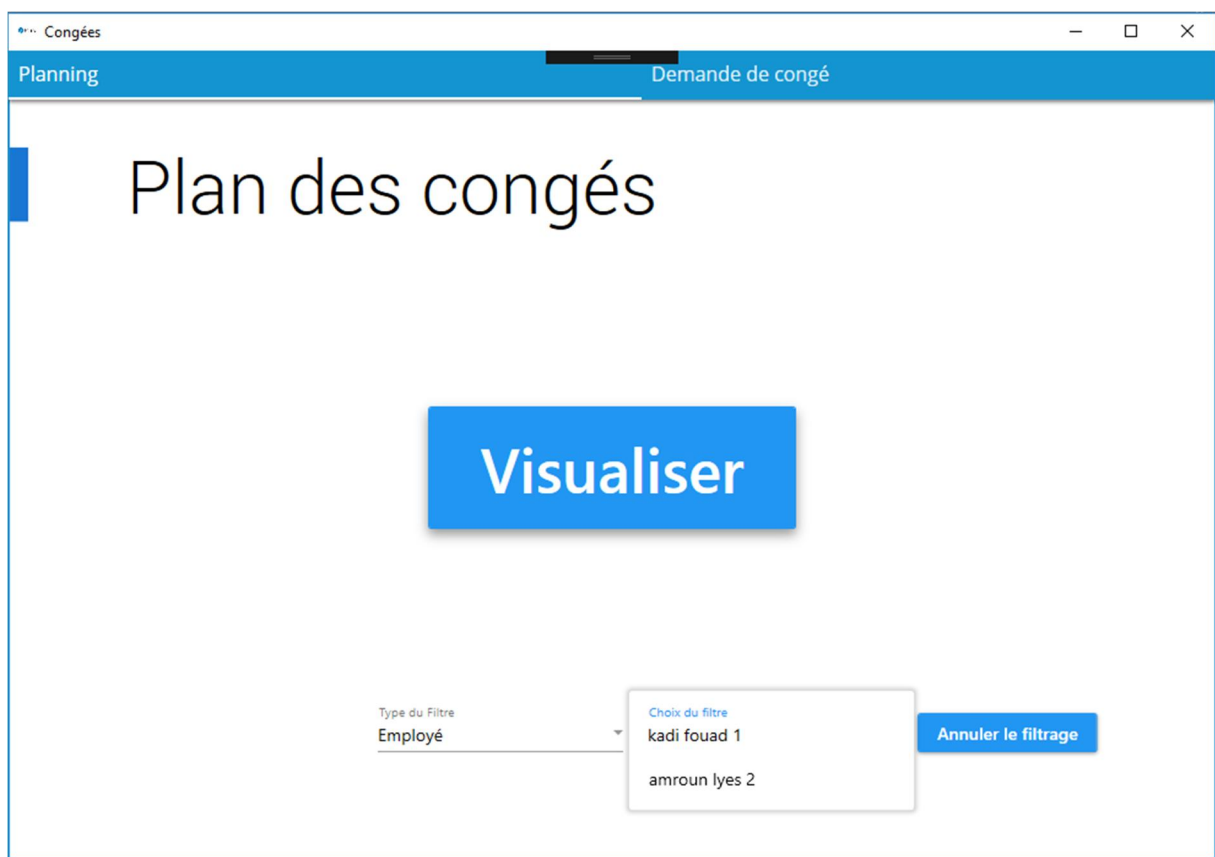 Congées
Planning
Demande de congé
Plan des congés
Visualiser
Type du Filtre
Employé
Choix du filtre
kadi fouad 1
amroun lyes 2
Annuler le filtrage